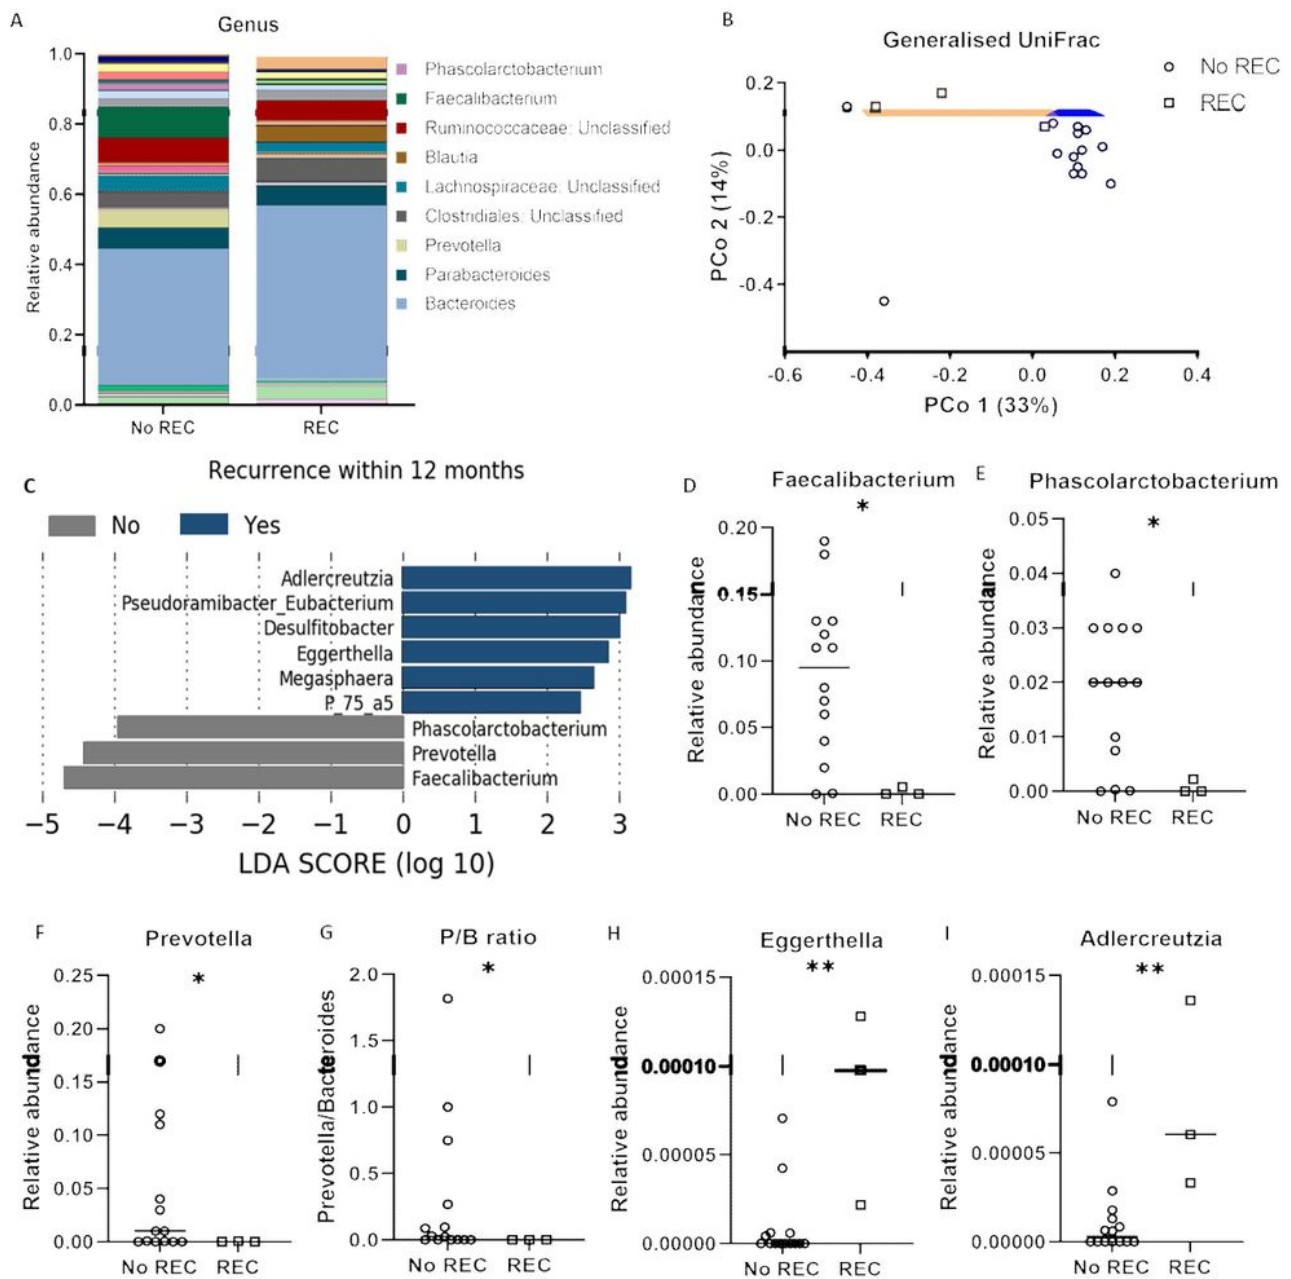 A
Genus
Relative abundance
1.0
0.8
0.6
0.4
0.2
0.0
No REC
REC
Phascolarctobacterium
Faecalibacterium
Ruminococcaceae: Unclassified
Blautia
Lachnospiraceae: Unclassified
Clostridiales: Unclassified
Prevotella
Parabacteroides
Bacteroides
B
Generalised UniFrac
No REC
REC
PCo 2 (14%)
0.2
0.0
-0.2
-0.4
-0.6
-0.4
-0.2
0.0
0.2
0.4
PCo 1 (33%)
C
Recurrence within 12 months
No
Yes
Adlercreutzia
Pseudoramibacter_Eubacterium
Desulfitobacter
Eggerthella
Megasphaera
P_75_a5
Phascolarctobacterium
Prevotella
Faecalibacterium
−5
−4
−3
−2
−1
0
1
2
3
LDA SCORE (log 10)
D
Faecalibacterium
*
Relative abundance
0.20
0.15
0.10
0.05
0.00
No REC
REC
E
Phascolarctobacterium
*
Relative abundance
0.05
0.04
0.03
0.02
0.01
0.00
No REC
REC
F
Prevotella
*
Relative abundance
0.25
0.20
0.15
0.10
0.05
0.00
No REC
REC
G
P/B ratio
*
Prevotella/Bacteroides
2.0
1.5
1.0
0.5
0.0
No REC
REC
H
Eggerthella
**
Relative abundance
0.00015
0.00010
0.00005
0.00000
No REC
REC
I
Adlercreutzia
**
Relative abundance
0.00015
0.00010
0.00005
0.00000
No REC
REC